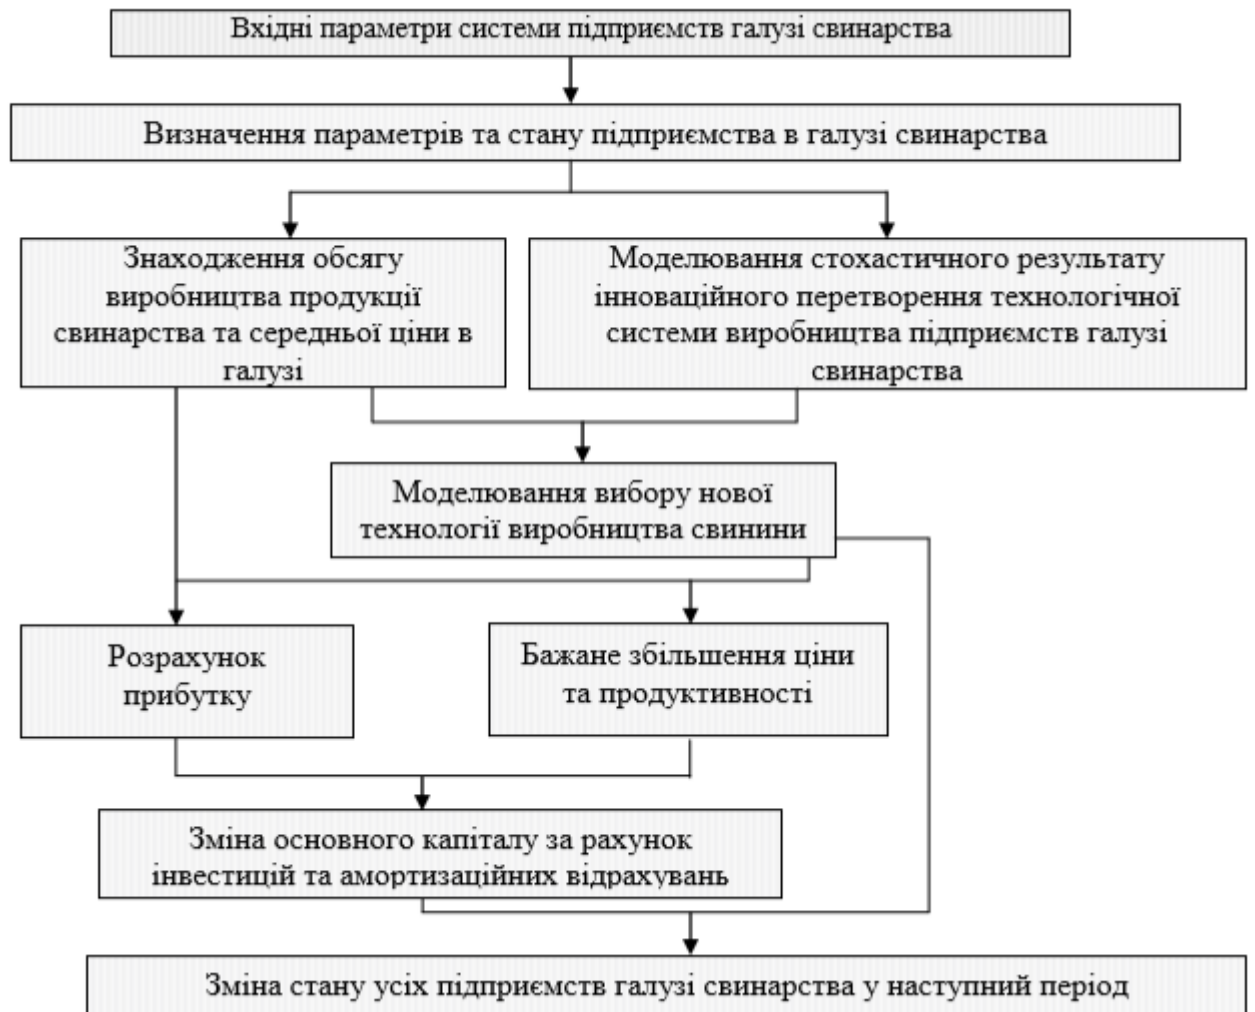 Вхідні параметри системи підприємств галузі свинарства
Визначення параметрів та стану підприємства в галузі свинарства
Знаходження обсягу
виробництва продукції
свинарства та середньої ціни в
галузі
Моделювання стохастичного результату
інноваційного перетворення технологічної
системи виробництва підприємств галузі
свинарства
Моделювання вибору нової
технології виробництва свинини
Розрахунок
прибутку
Бажане збільшення ціни
та продуктивності
Зміна основного капіталу за рахунок
інвестицій та амортизаційних відрахувань
Зміна стану усіх підприємств галузі свинарства у наступний період